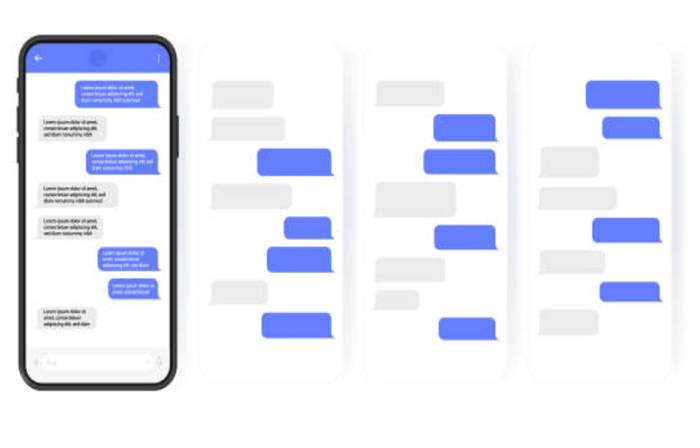 Lorem ipsum dolor sit amet,
consectetuer adipiscing elit, sed
diam nonummy nibh euismod
Lorem ipsum dolor sit amet,
consectetuer adipiscing elit,
sed diam nonummy nibh
Lorem ipsum dolor sit amet,
consectetuer adipiscing elit, sed
diam nonummy nibh
Lorem ipsum dolor sit amet,
consectetuer adipiscing elit, sed
diam nonummy nibh euismod
Lorem ipsum dolor sit amet,
consectetuer adipiscing elit,
sed diam nonummy nibh
Lorem ipsum dolor sit
amet, consectetuer
adipiscing elit, sed diam
Lorem ipsum dolor sit
amet, consectetuer
Lorem ipsum dolor sit
amet, consectetuer
adipiscing elit, sed diam
Aa